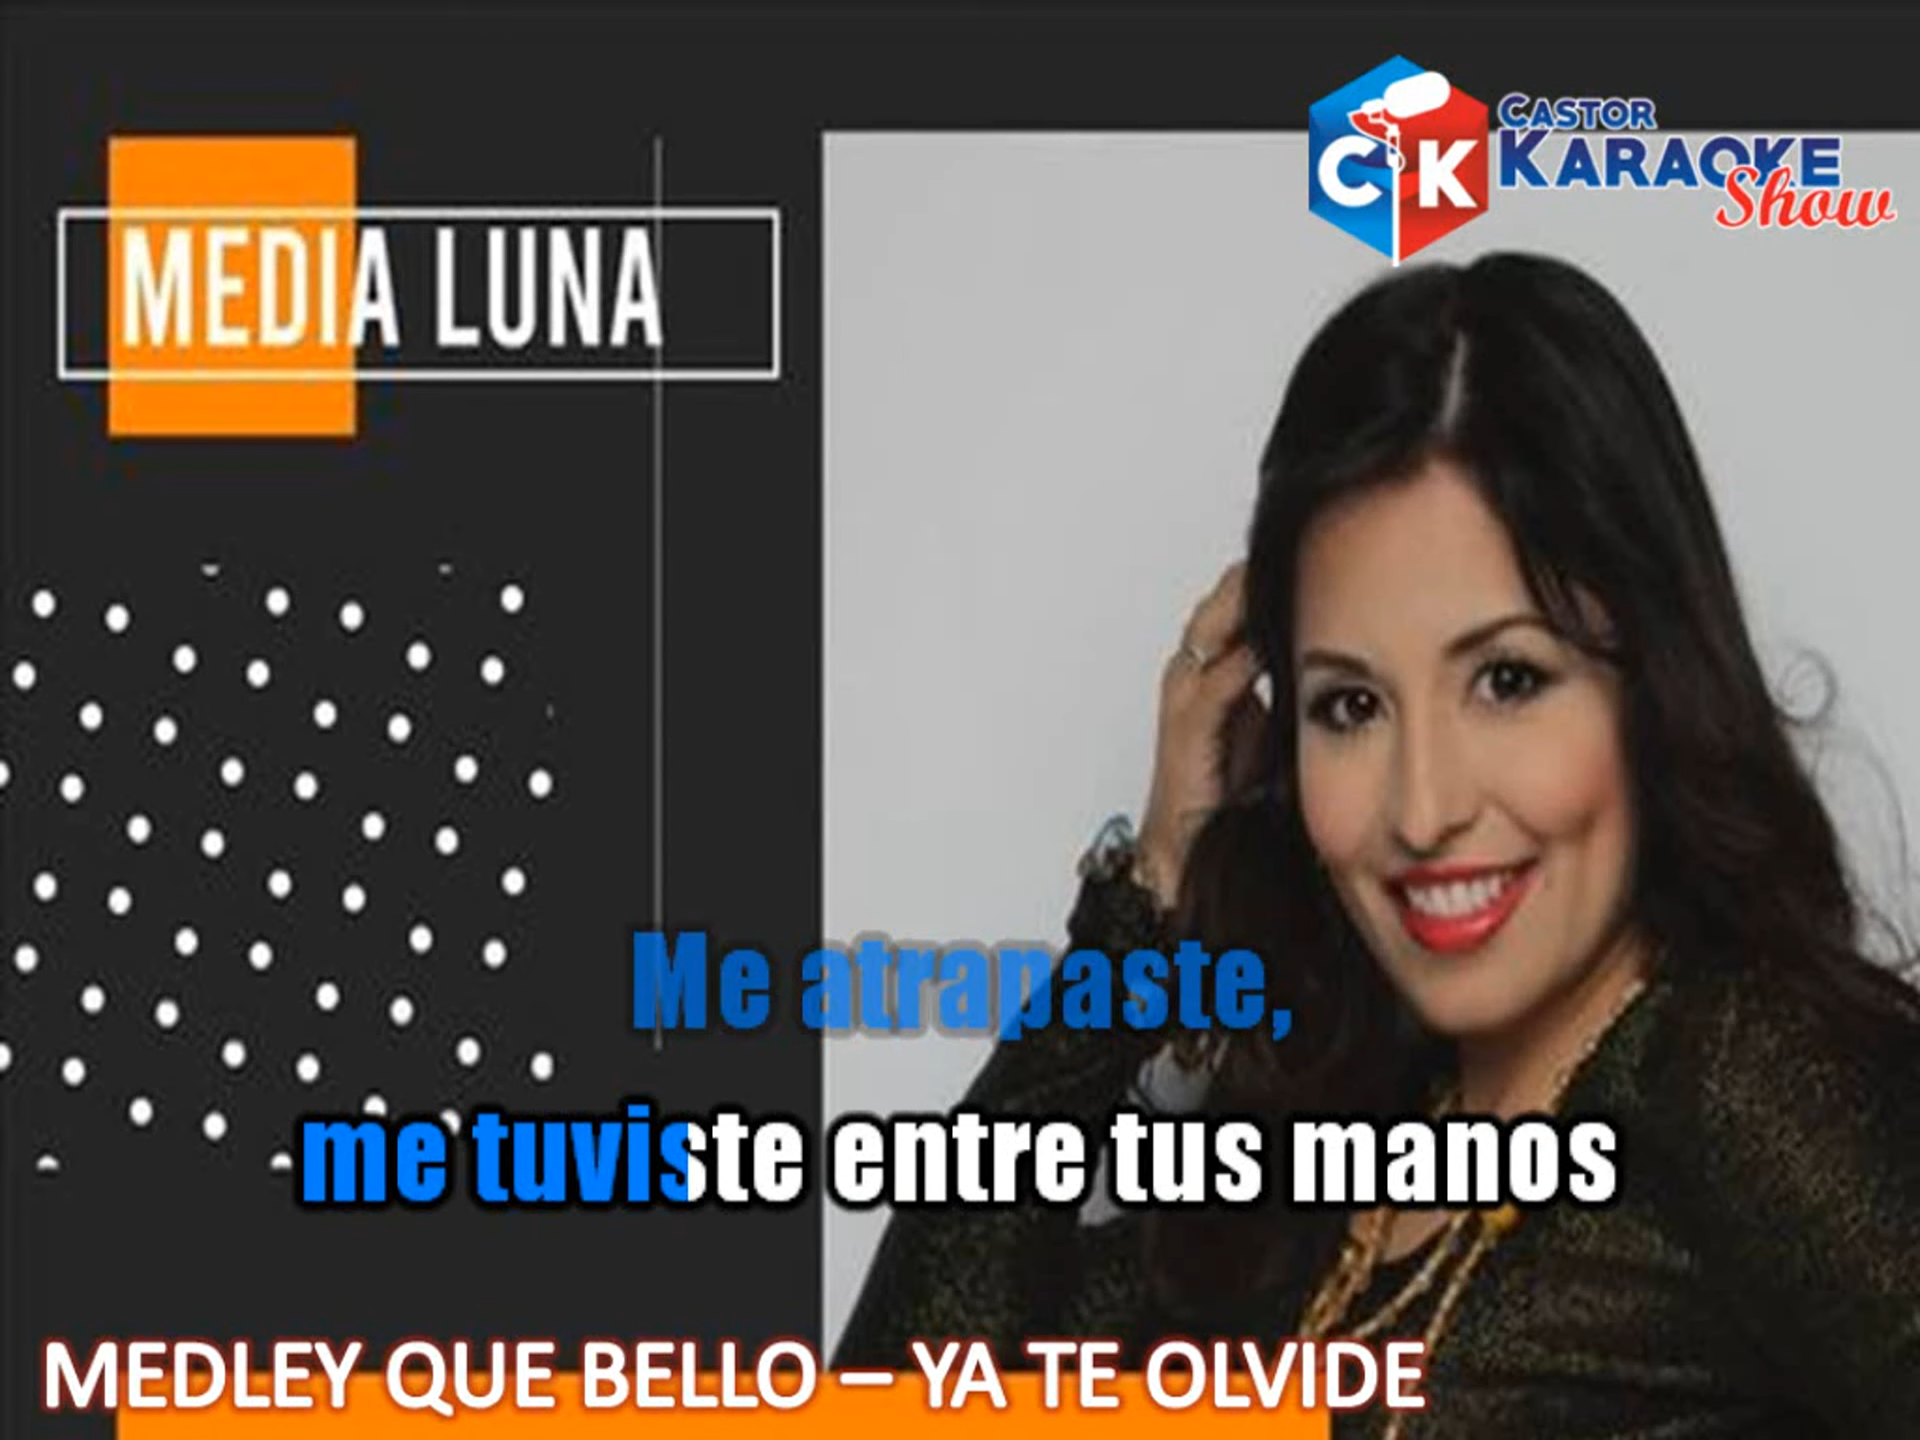 CASTOR
CK KARAOKE
Show
MEDIA LUNA
Me atrapaste,
me tuviste entre tus manos
MEDLEY QUE BELLO – YA TE OLVIDE